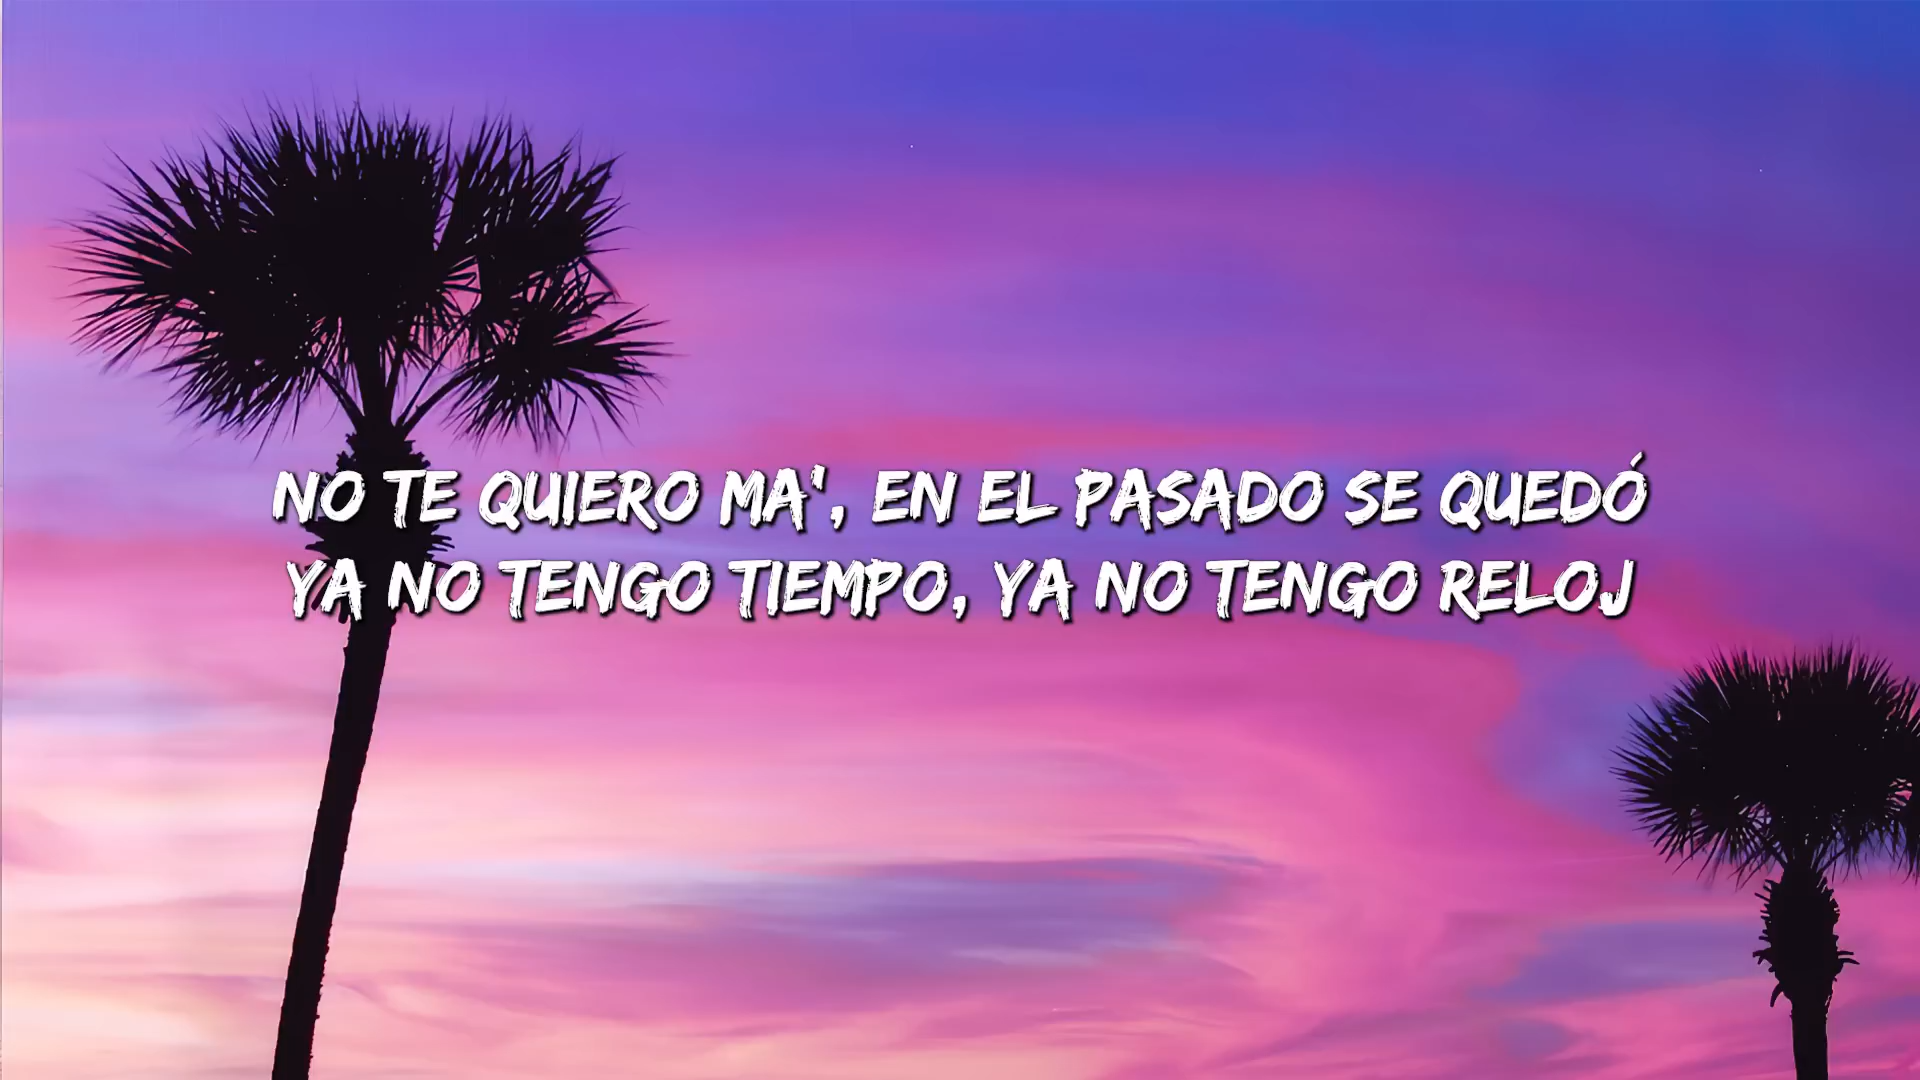 NO TE QUIERO MA', EN EL PASADO SE QUEDÓ
YA NO TENGO TIEMPO, YA NO TENGO RELOJ